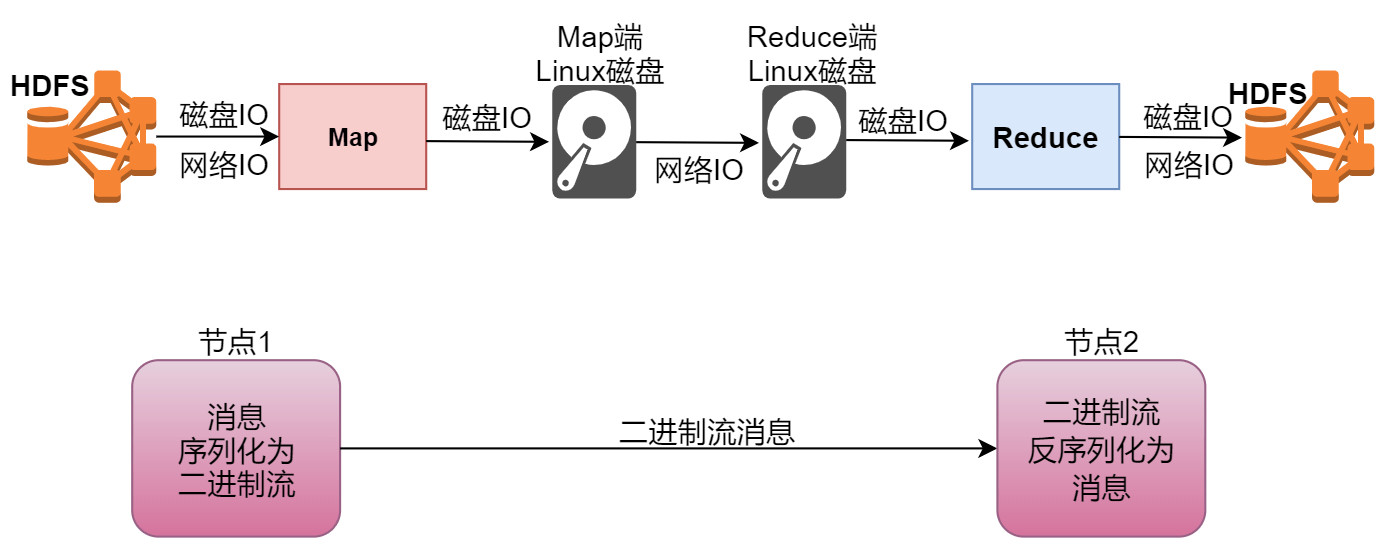 Map端
Linux磁盘
Reduce端
Linux磁盘
HDFS
磁盘IO
网络IO
Map
磁盘IO
网络IO
磁盘IO
Reduce
磁盘IO
网络IO
HDFS
节点1
消息
序列化为
二进制流
二进制流消息
节点2
二进制流
反序列化为
消息